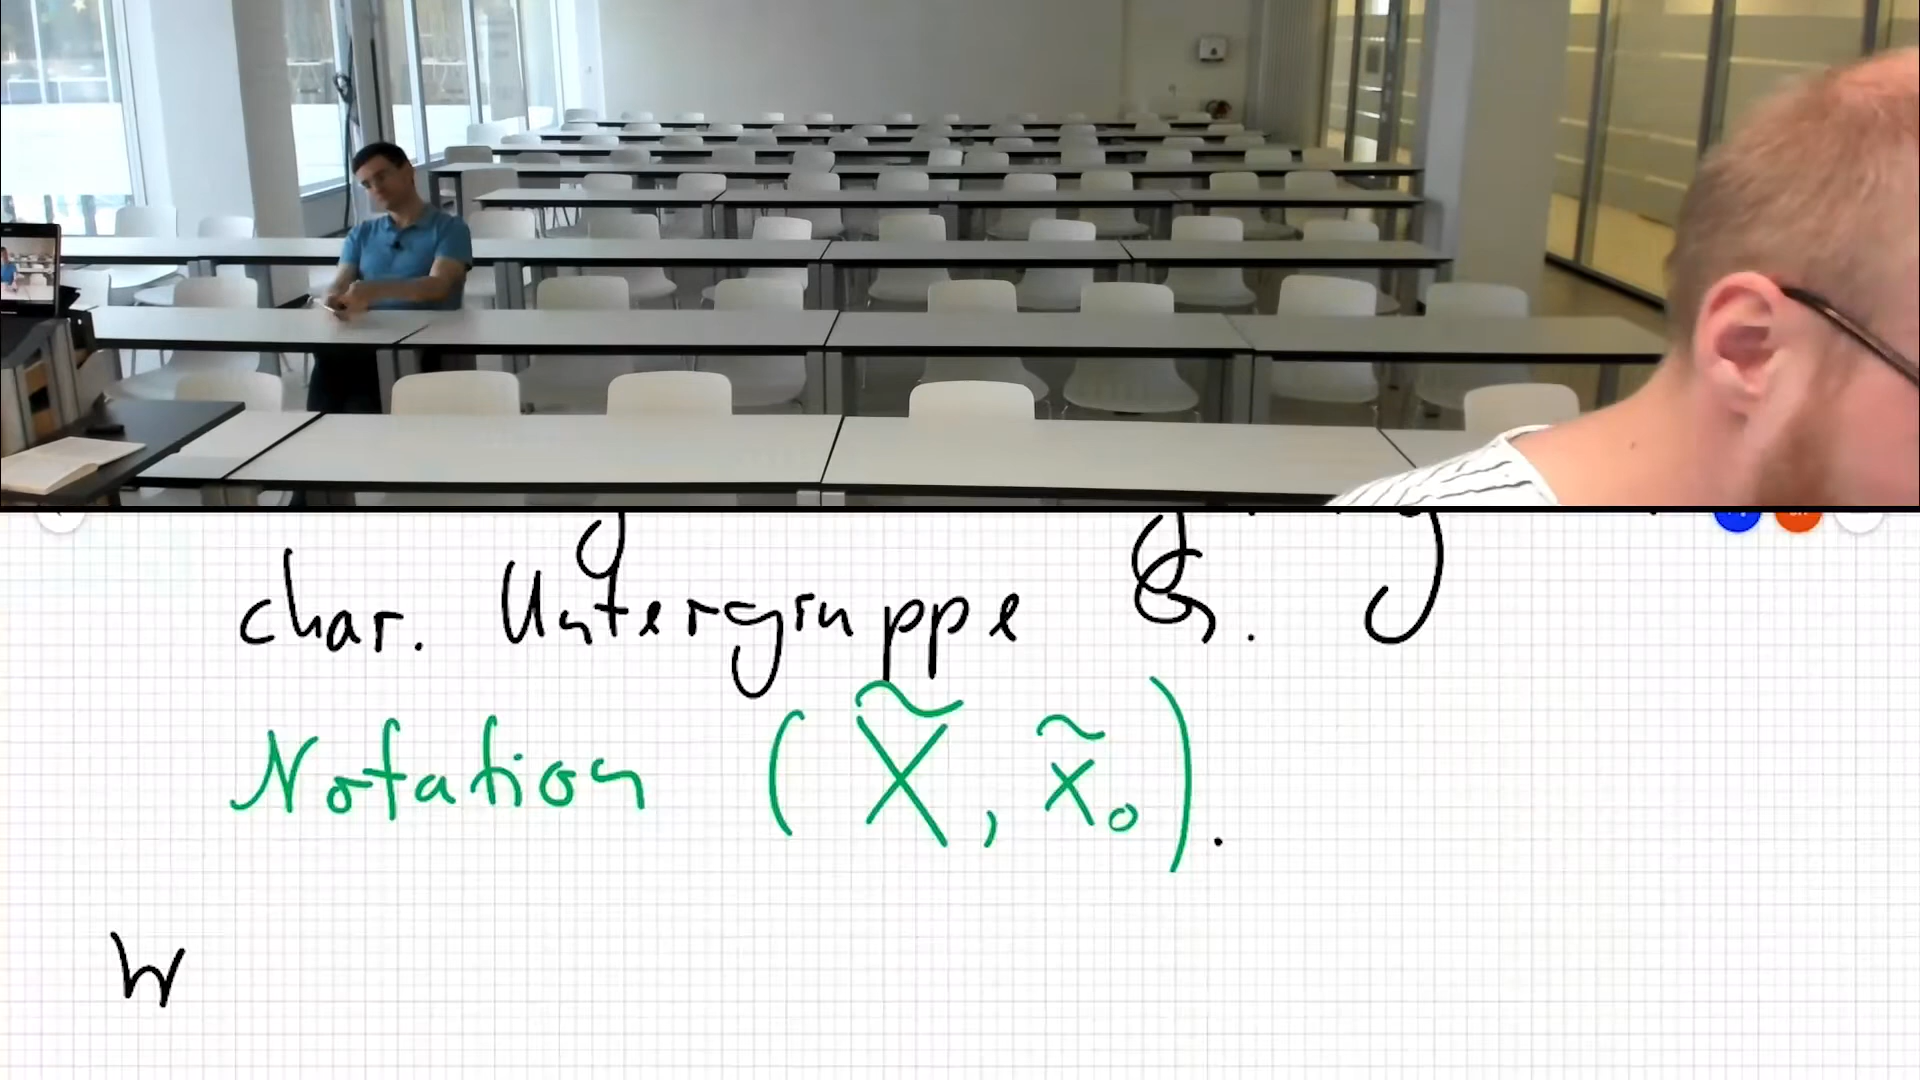 char. Untergruppe G.
Notation (X̃, x̃₀).
W